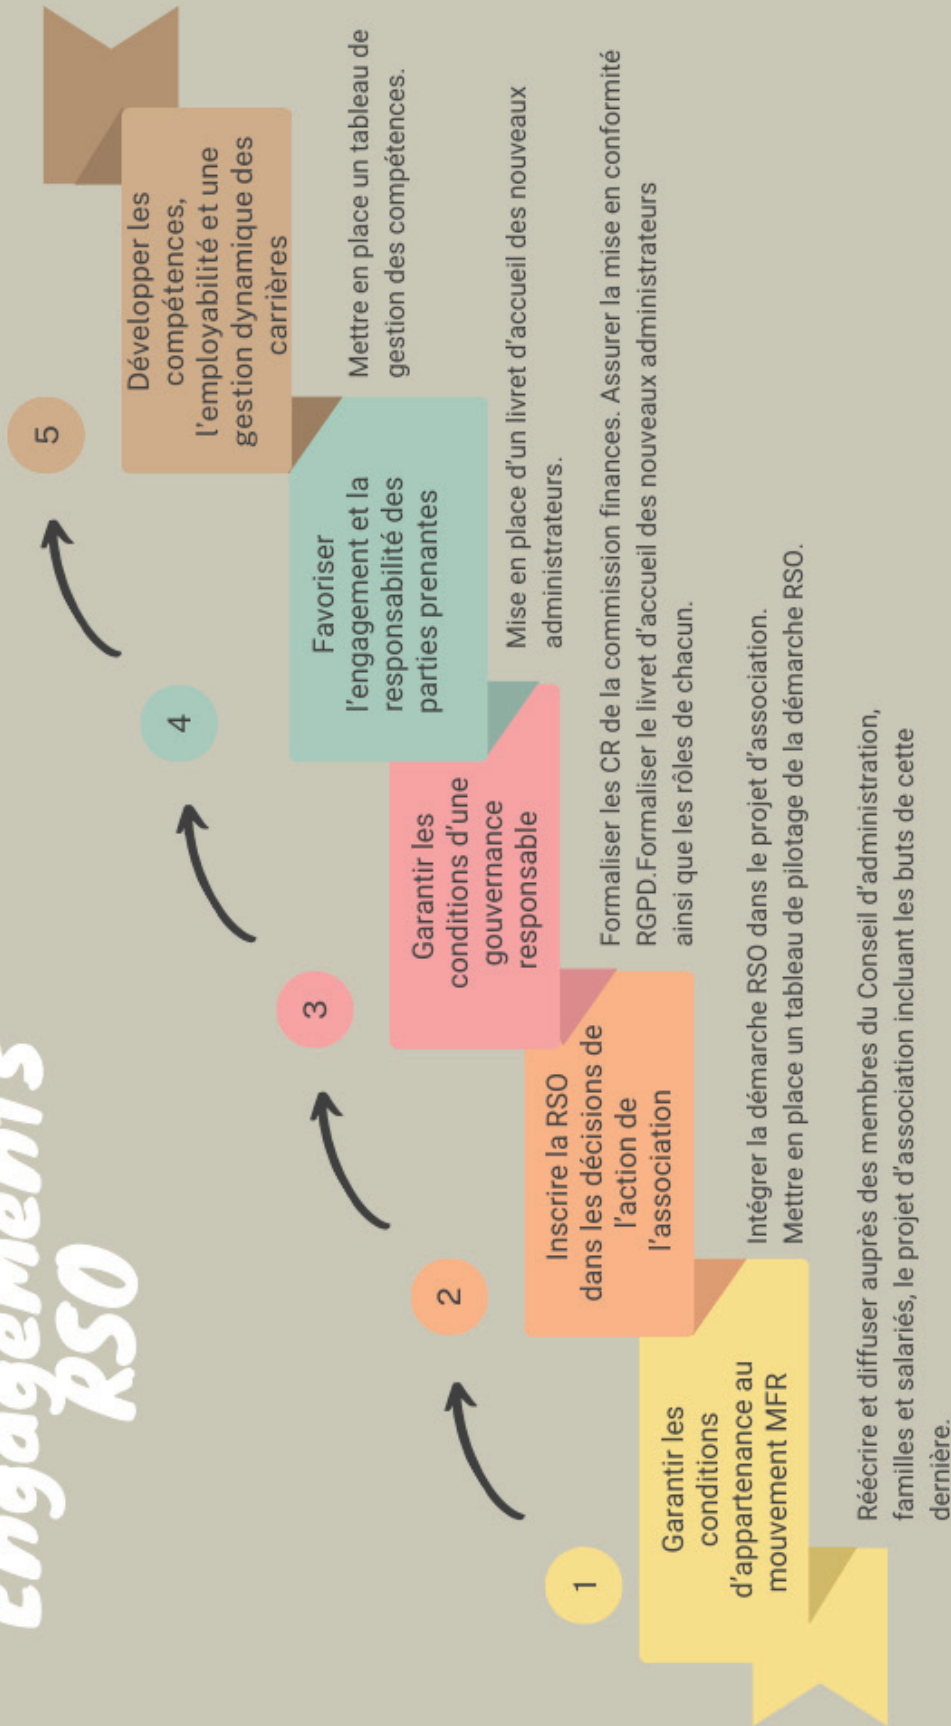 Engagements
RSO
1
Garantir les
conditions
d'appartenance au
mouvement MFR
Réécrire et diffuser auprès des membres du Conseil d'administration,
familles et salariés, le projet d'association incluant les buts de cette
dernière.
2
Inscrire la RSO
dans les décisions de
l'action de
l'association
Intégrer la démarche RSO dans le projet d'association.
Mettre en place un tableau de pilotage de la démarche RSO.
3
Garantir les
conditions d'une
gouvernance
responsable
Formaliser les CR de la commission finances. Assurer la mise en conformité
RGPD.Formaliser le livret d'accueil des nouveaux administrateurs
ainsi que les rôles de chacun.
4
Favoriser
l'engagement et la
responsabilité des
parties prenantes
Mise en place d'un livret d'accueil des nouveaux
administrateurs.
5
Développer les
compétences,
l'employabilité et une
gestion dynamique des
carrières
Mettre en place un tableau de
gestion des compétences.